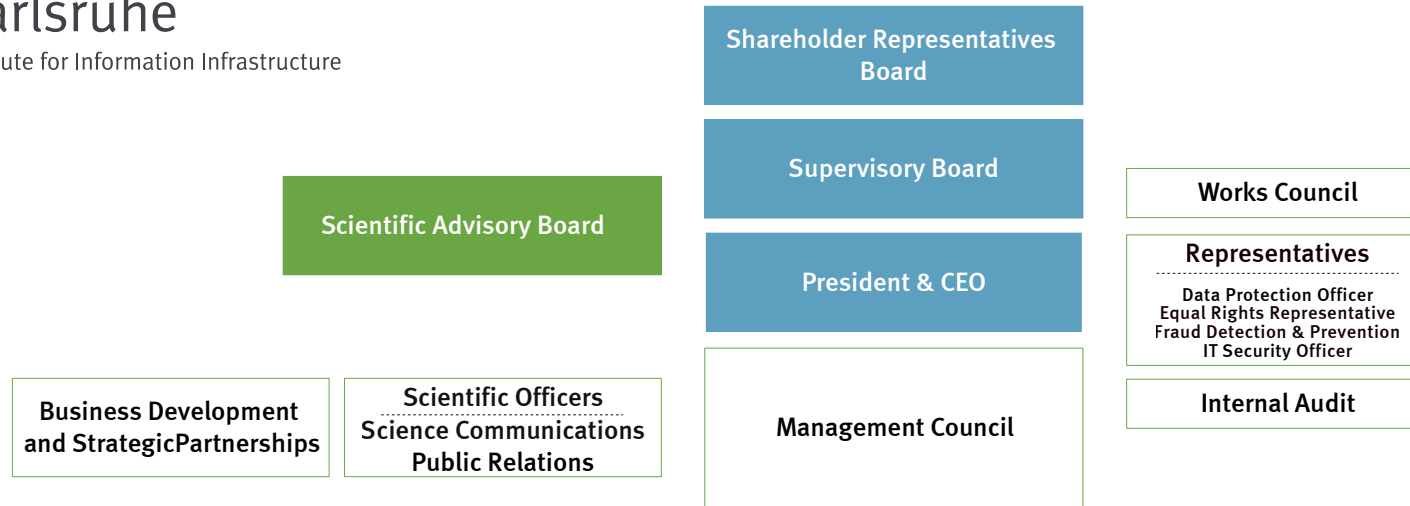 arlsruhe
ute for Information Infrastructure
Shareholder Representatives
Board
Supervisory Board
Scientific Advisory Board
President & CEO
Works Council
Representatives
Data Protection Officer
Equal Rights Representative
Fraud Detection & Prevention
IT Security Officer
Internal Audit
Business Development
and StrategicPartnerships
Scientific Officers
Science Communications
Public Relations
Management Council